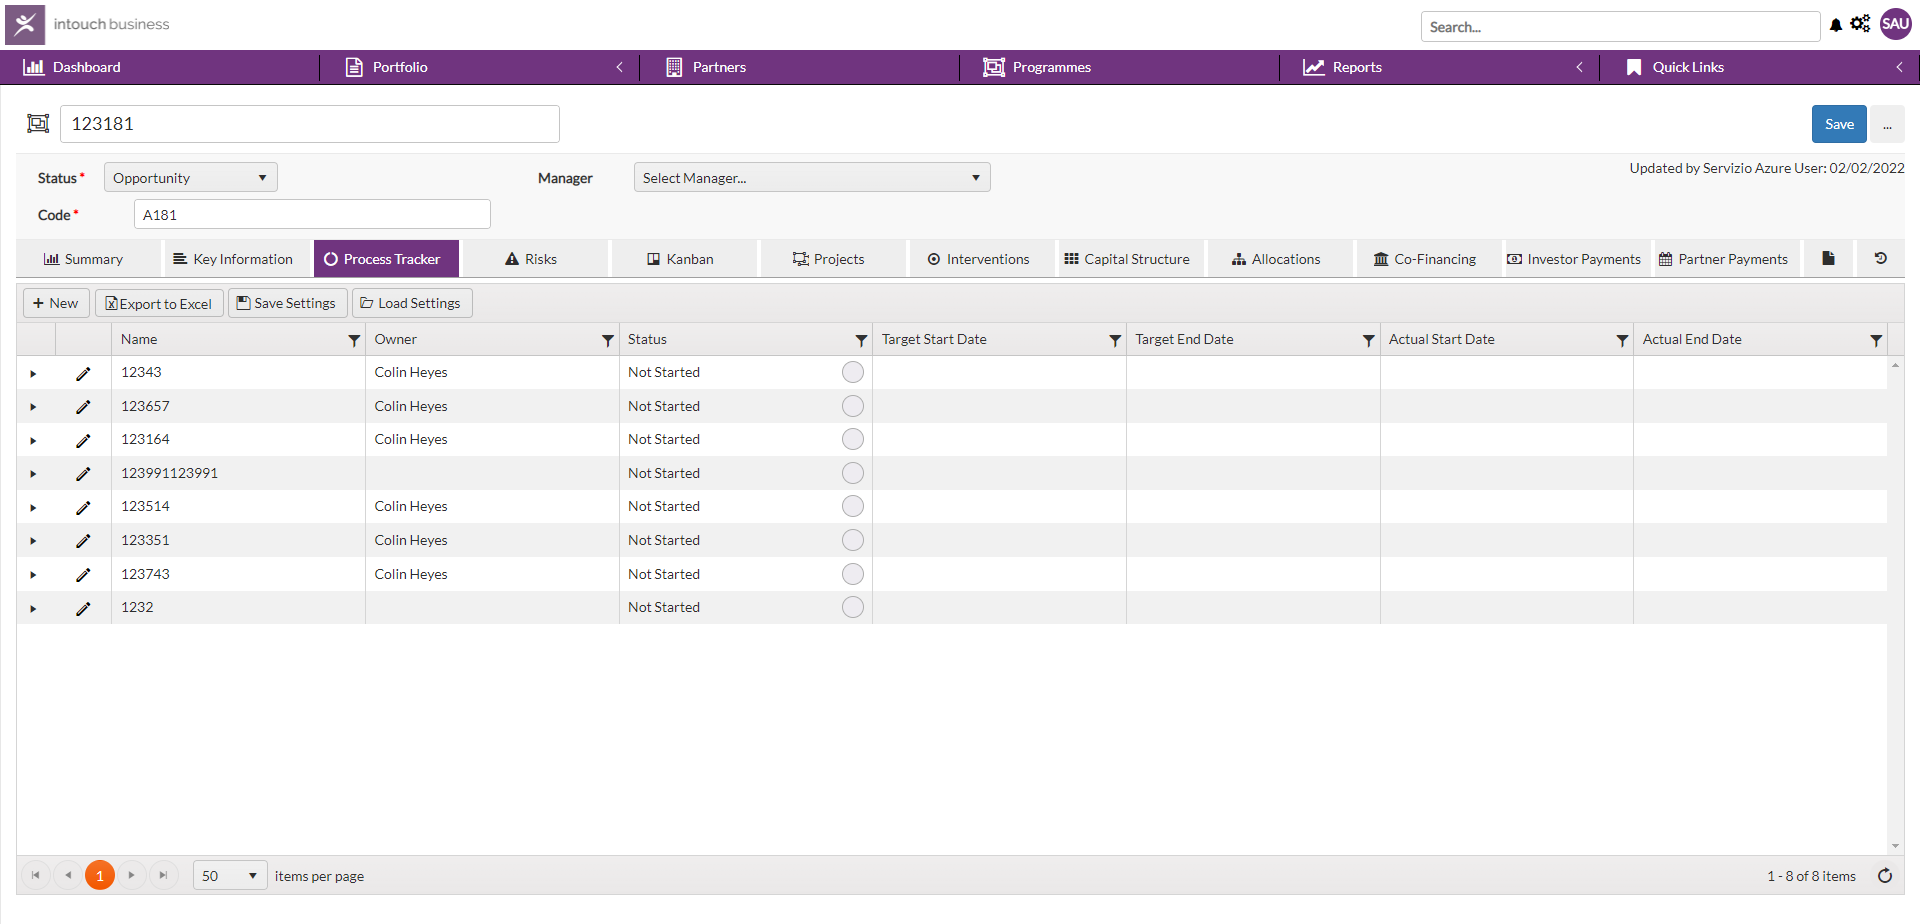 intouch business
Search...
SAU
Dashboard
Portfolio
Partners
Programmes
Reports
Quick Links
123181
Save
...
Status *
Opportunity
Manager
Select Manager...
Updated by Servizio Azure User: 02/02/2022
Code *
A181
Summary
Key Information
Process Tracker
Risks
Kanban
Projects
Interventions
Capital Structure
Allocations
Co-Financing
Investor Payments
Partner Payments
+ New
Export to Excel
Save Settings
Load Settings
Name Owner Status Target Start Date Target End Date Actual Start Date Actual End Date
12343 Colin Heyes Not Started
123657 Colin Heyes Not Started
123164 Colin Heyes Not Started
123991123991 Not Started
123514 Colin Heyes Not Started
123351 Colin Heyes Not Started
123743 Colin Heyes Not Started
1232 Not Started
1
50
items per page
1 - 8 of 8 items